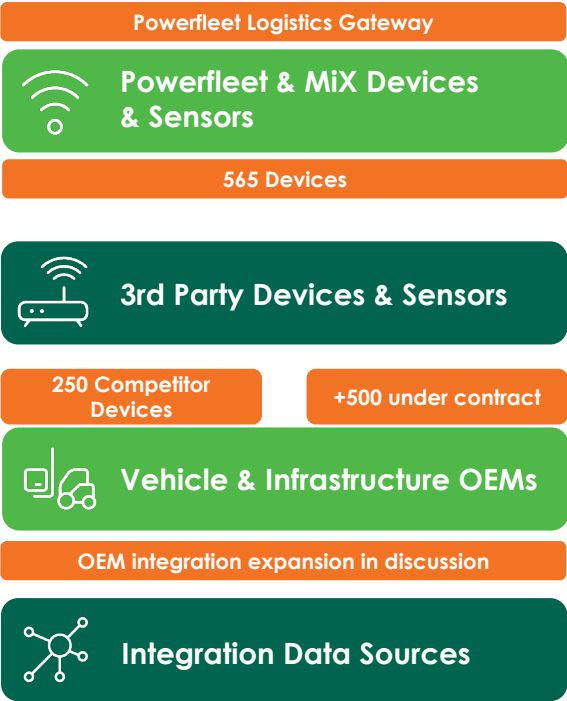 Powerfleet Logistics Gateway
Powerfleet & MiX Devices
& Sensors
565 Devices
3rd Party Devices & Sensors
250 Competitor
Devices
+500 under contract
Vehicle & Infrastructure OEMs
OEM integration expansion in discussion
Integration Data Sources